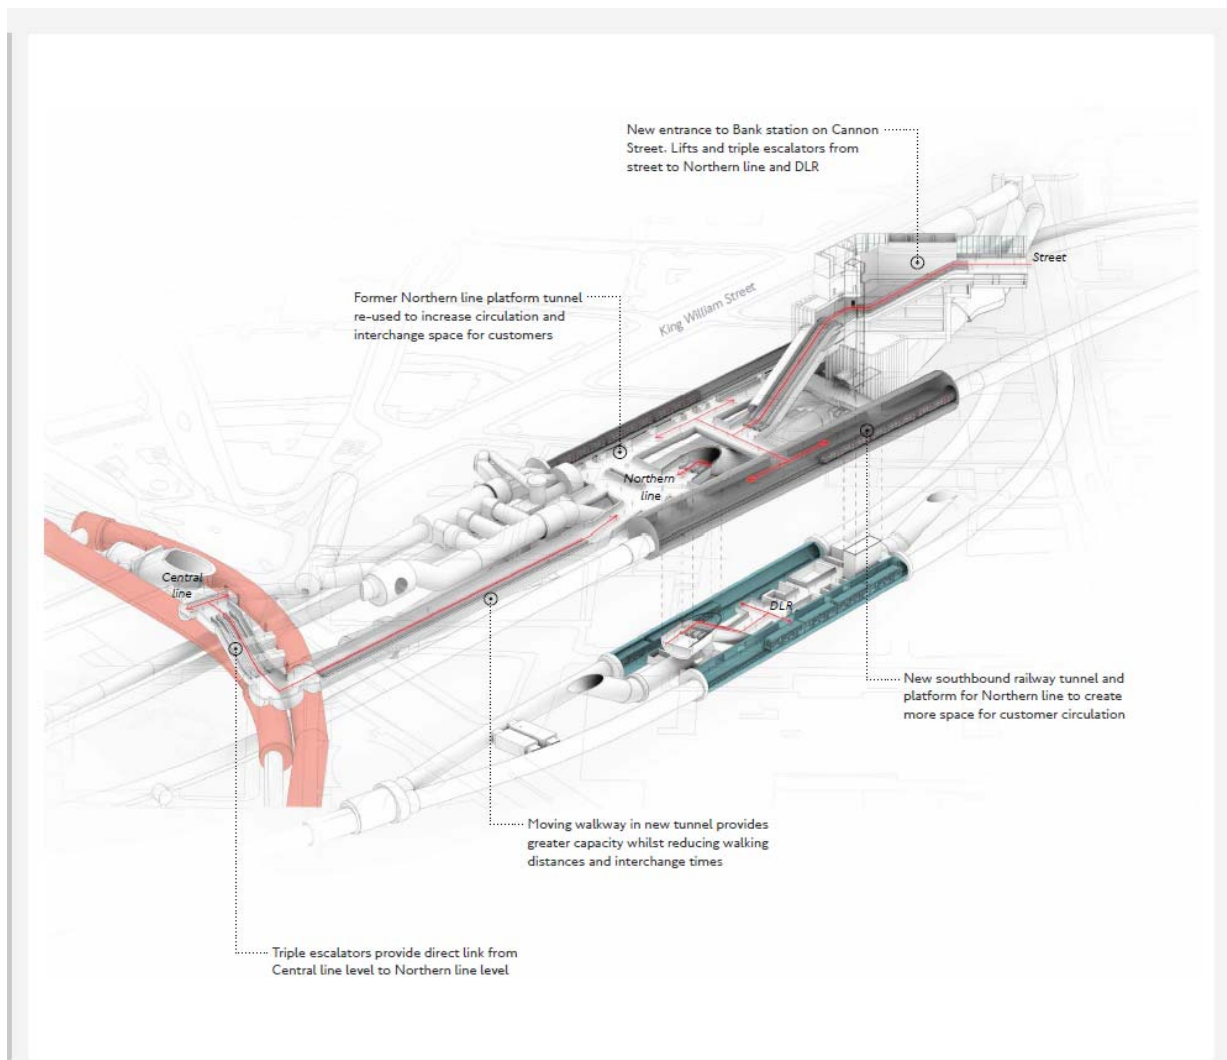 New entrance to Bank station on Cannon
Street. Lifts and triple escalators from
street to Northern line and DLR
Street
Former Northern line platform tunnel
re-used to increase circulation and
interchange space for customers
King William Street
Northern
line
Central
line
DLR
New southbound railway tunnel and
platform for Northern line to create
more space for customer circulation
Moving walkway in new tunnel provides
greater capacity whilst reducing walking
distances and interchange times
Triple escalators provide direct link from
Central line level to Northern line level